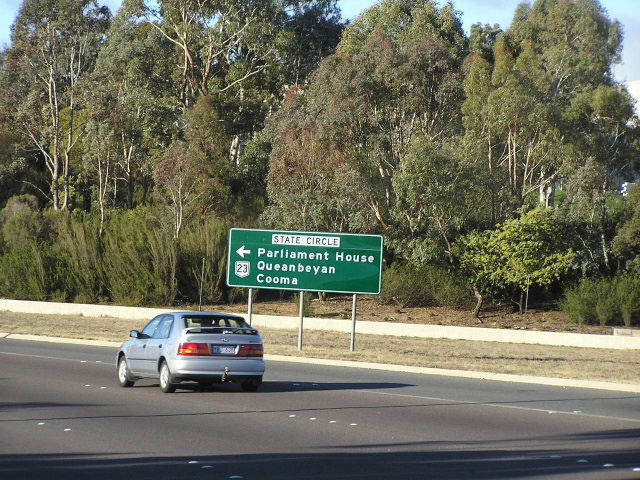 STATE CIRCLE
Parliament House
23 Queanbeyan
Cooma